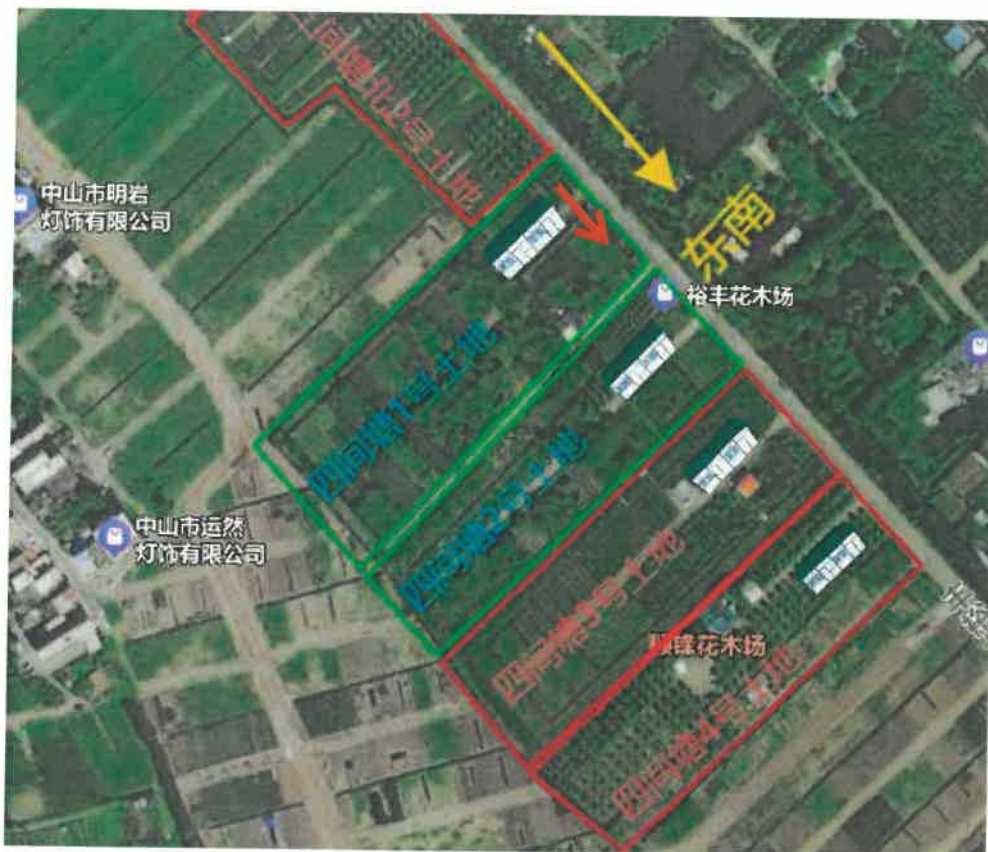 间塘北2号土地
中山市明岩
灯饰有限公司
东南
裕丰花木场
四间塘1号土地
四间塘2号土地
中山市运然
灯饰有限公司
四间塘3号土地
锋花木场
四间塘4号土地